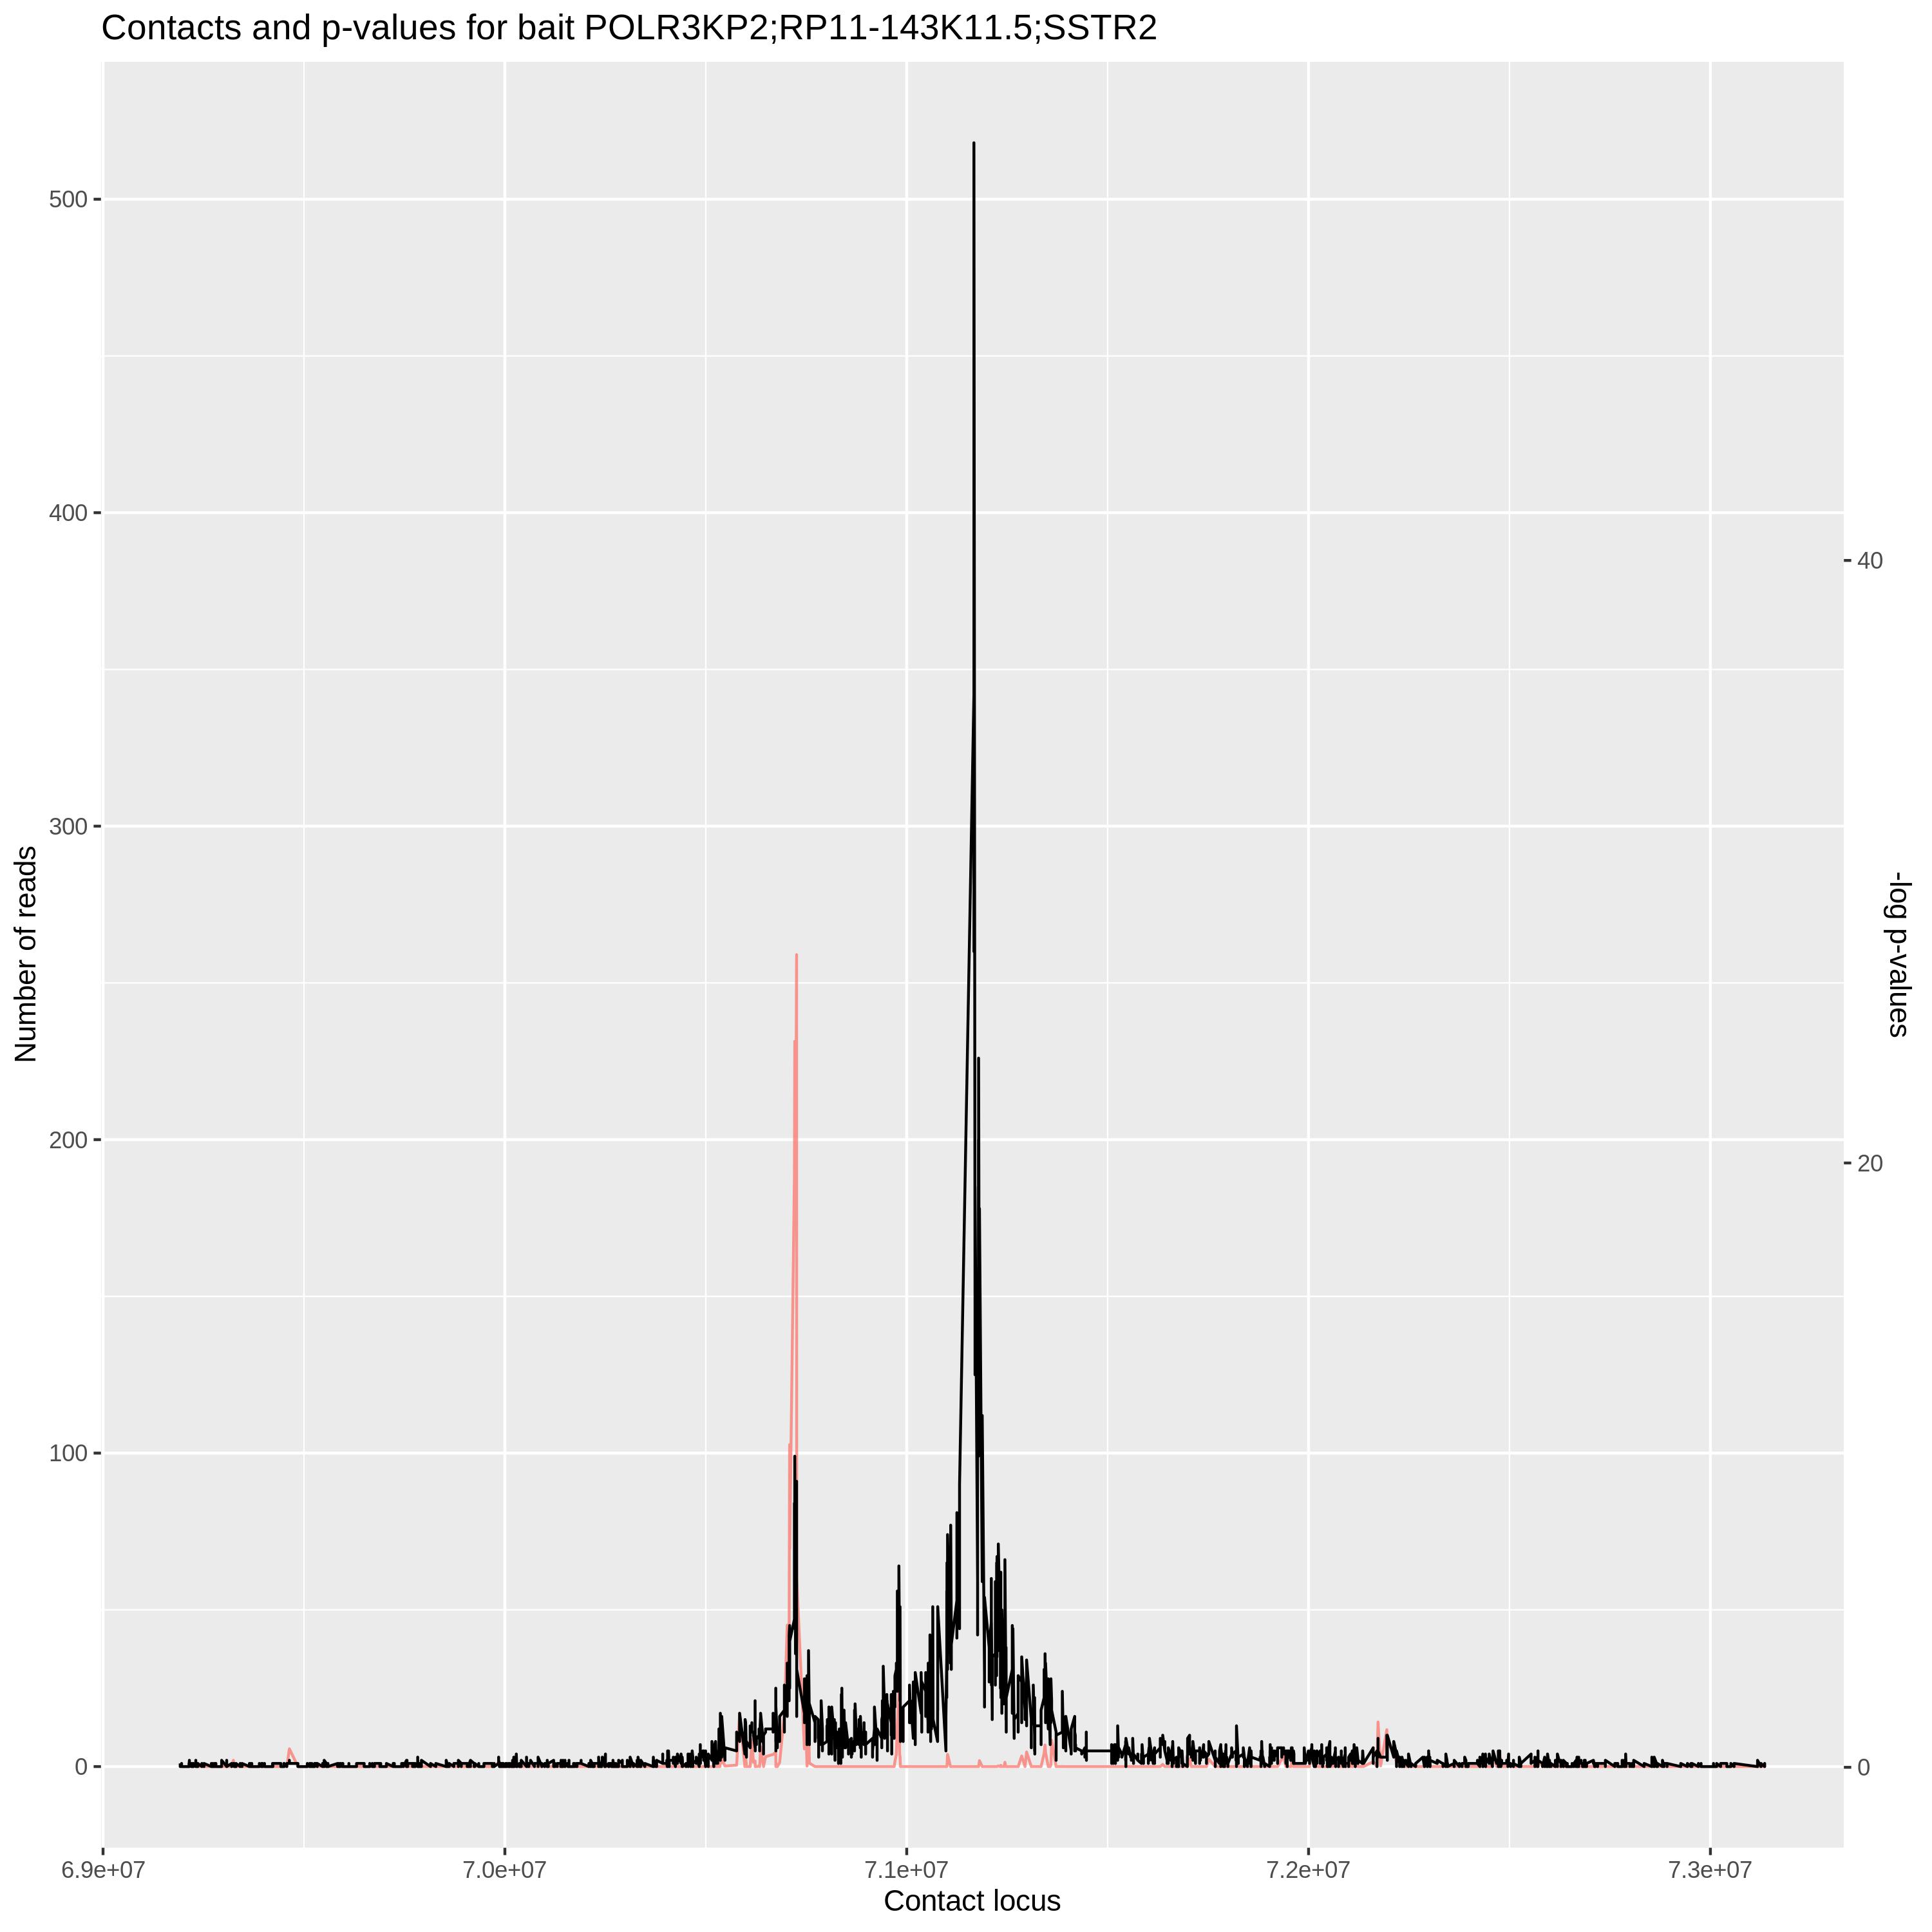 Contacts and p-values for bait POLR3KP2;RP11-143K11.5;SSTR2
500
400
300
200
100
0
Number of reads
40
20
0
-log p-values
6.9e+07
7.0e+07
7.1e+07
7.2e+07
7.3e+07
Contact locus